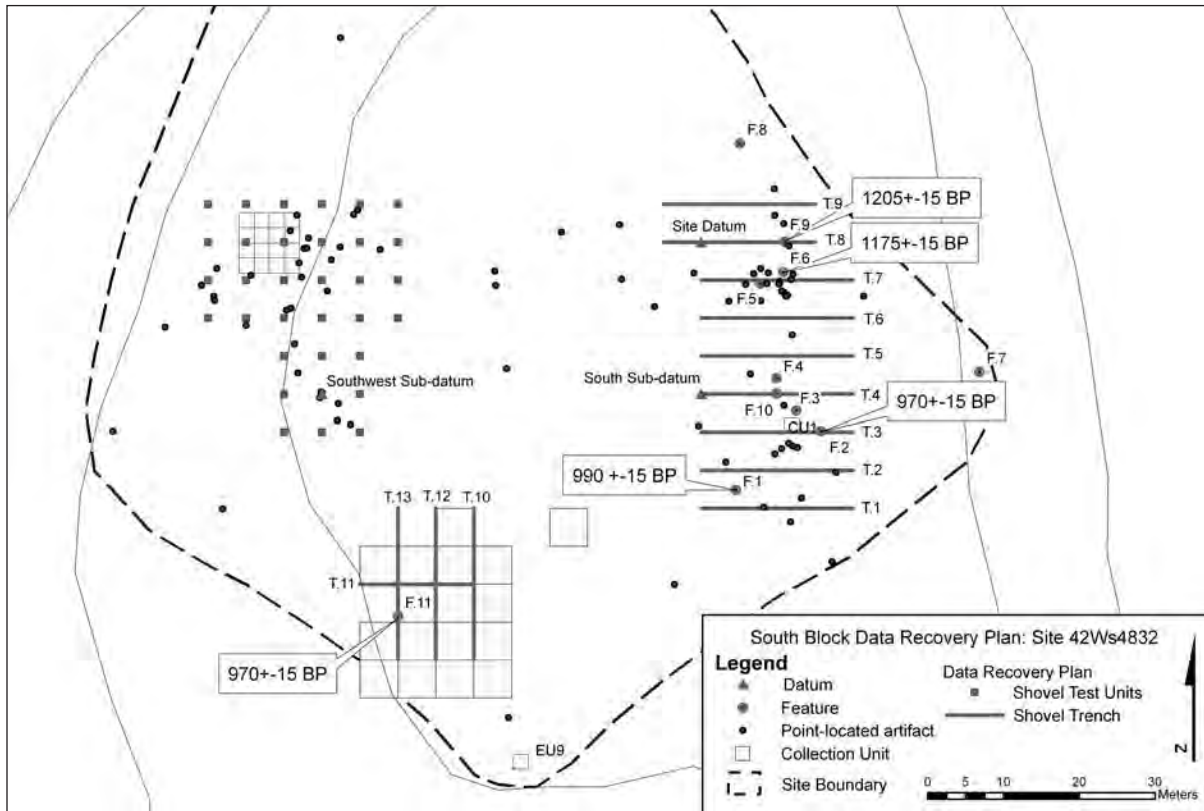 F.8
T.9
1205+-15 BP
Site Datum
F.9
T.8
F.6
1175+-15 BP
T.7
F.5
T.6
T.5
F.7
F.4
South Sub-datum
Southwest Sub-datum
T.4
F.3
F.10
970+-15 BP
CU1
T.3
F.2
T.2
990 +-15 BP
F.1
T.13 T.12 T.10
T.1
T.11
F.11
970+-15 BP
EU9
South Block Data Recovery Plan: Site 42Ws4832
Legend
Datum
Feature
Point-located artifact
Collection Unit
Site Boundary
Data Recovery Plan
Shovel Test Units
Shovel Trench
Z
0 5 10 20 30
Meters